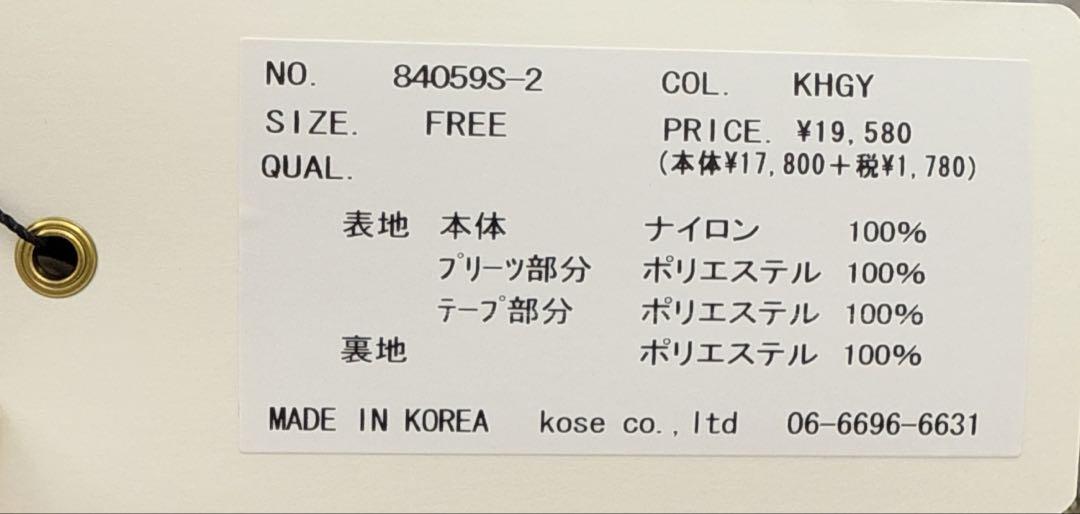 NO. 84059S-2 COL. KHGY
SIZE. FREE PRICE. ¥19,580
QUAL. (本体¥17,800+税¥1,780)
表地 本体 ナイロン 100%
プリーツ部分 ポリエステル 100%
テープ部分 ポリエステル 100%
裏地 ポリエステル 100%
MADE IN KOREA kose co.,ltd 06-6696-6631